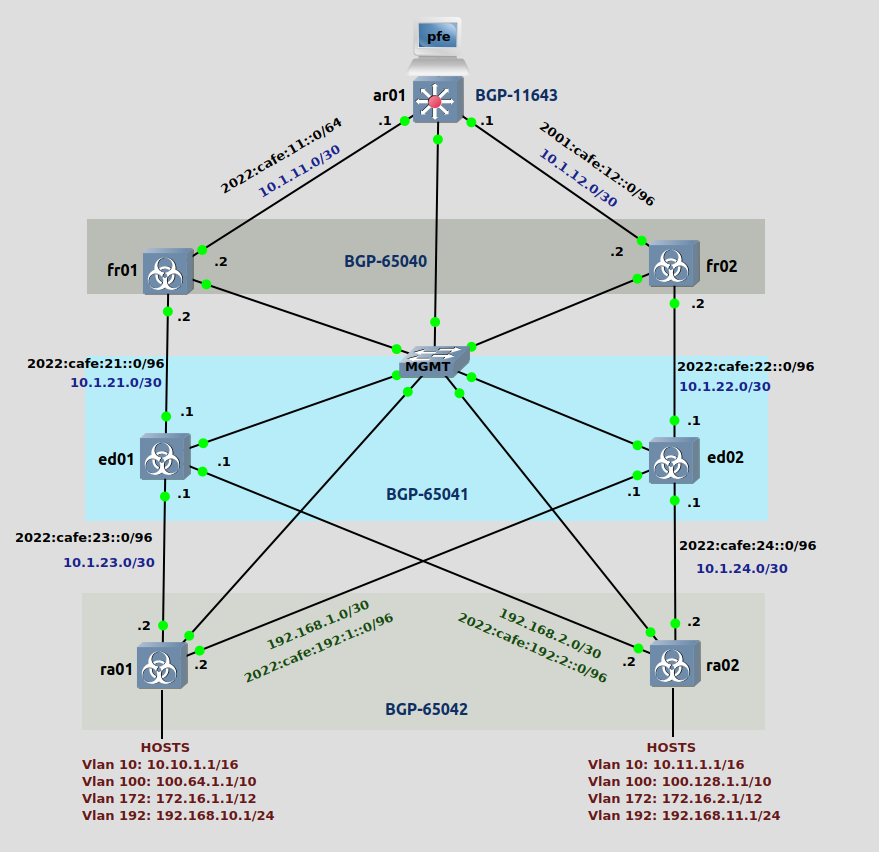 pfe
ar01
BGP-11643
.1
.1
2022:cafe:11::0/64
10.1.11.0/30
2001:cafe:12::0/96
10.1.12.0/30
fr01
.2
BGP-65040
.2
fr02
.2
.2
MGMT
2022:cafe:21::0/96
10.1.21.0/30
2022:cafe:22::0/96
10.1.22.0/30
.1
.1
ed01
.1
ed02
.1
BGP-65041
.1
.1
2022:cafe:23::0/96
10.1.23.0/30
2022:cafe:24::0/96
10.1.24.0/30
192.168.1.0/30
2022:cafe:192:1::0/96
192.168.2.0/30
2022:cafe:192:2::0/96
.2
.2
ra01
.2
.2
ra02
BGP-65042
HOSTS
Vlan 10: 10.10.1.1/16
Vlan 100: 100.64.1.1/10
Vlan 172: 172.16.1.1/12
Vlan 192: 192.168.10.1/24
HOSTS
Vlan 10: 10.11.1.1/16
Vlan 100: 100.128.1.1/10
Vlan 172: 172.16.2.1/12
Vlan 192: 192.168.11.1/24